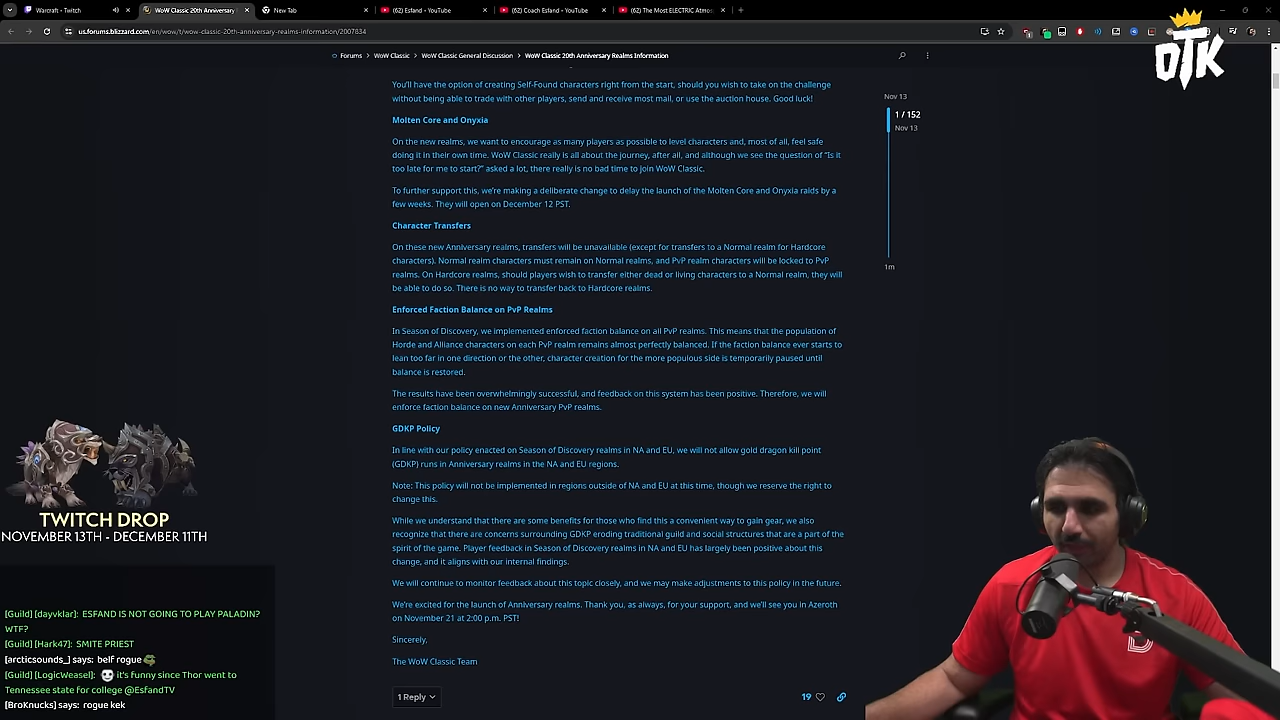 Warcraft - Twitch
WoW Classic 20th Anniversary
New Tab
(62) Esfand - YouTube
(62) Coach Esfand - YouTube
(62) The Most ELECTRIC Atmos
us.forums.blizzard.com/en/wow/t/wow-classic-20th-anniversary-realms-information/2007834
Forums > WoW Classic > WoW Classic General Discussion > WoW Classic 20th Anniversary Realms Information
OTK
You'll have the option of creating Self-Found characters right from the start, should you wish to take on the challenge
without being able to trade with other players, send and receive most mail, or use the auction house. Good luck!
Nov 13
1 / 152
Nov 13
1m
Molten Core and Onyxia
On the new realms, we want to encourage as many players as possible to level characters and, most of all, feel safe
doing it in their own time. WoW Classic really is all about the journey, after all, and although we see the question of "Is it
too late for me to start?" asked a lot, there really is no bad time to join WoW Classic.
To further support this, we're making a deliberate change to delay the launch of the Molten Core and Onyxia raids by a
few weeks. They will open on December 12 PST.
Character Transfers
On these new Anniversary realms, transfers will be unavailable (except for transfers to a Normal realm for Hardcore
characters). Normal realm characters must remain on Normal realms, and PvP realm characters will be locked to PvP
realms. On Hardcore realms, should players wish to transfer either dead or living characters to a Normal realm, they will
be able to do so. There is no way to transfer back to Hardcore realms.
Enforced Faction Balance on PvP Realms
In Season of Discovery, we implemented enforced faction balance on all PvP realms. This means that the population of
Horde and Alliance characters on each PvP realm remains almost perfectly balanced. If the faction balance ever starts to
lean too far in one direction or the other, character creation for the more populous side is temporarily paused until
balance is restored.
The results have been overwhelmingly successful, and feedback on this system has been positive. Therefore, we will
enforce faction balance on new Anniversary PvP realms.
GDKP Policy
In line with our policy enacted on Season of Discovery realms in NA and EU, we will not allow gold dragon kill point
(GDKP) runs in Anniversary realms in the NA and EU regions.
Note: This policy will not be implemented in regions outside of NA and EU at this time, though we reserve the right to
change this.
While we understand that there are some benefits for those who find this a convenient way to gain gear, we also
recognize that there are concerns surrounding GDKP eroding traditional guild and social structures that are a part of the
spirit of the game. Player feedback in Season of Discovery realms in NA and EU has largely been positive about this
change, and it aligns with our internal findings.
We will continue to monitor feedback about this topic closely, and we may make adjustments to this policy in the future.
We're excited for the launch of Anniversary realms. Thank you, as always, for your support, and we'll see you in Azeroth
on November 21 at 2:00 p.m. PST!
Sincerely,
The WoW Classic Team
1 Reply
19
TWITCH DROP
NOVEMBER 13TH - DECEMBER 11TH
[Guild] [dayvklar]: ESFAND IS NOT GOING TO PLAY PALADIN?
WTF?
[Guild] [Hark47]: SMITE PRIEST
[arcticsounds_] says: belf rogue
[Guild] [LogicWeasel]: it's funny since Thor went to
Tennessee state for college @EsfandTV
[BroKnucks] says: rogue kek